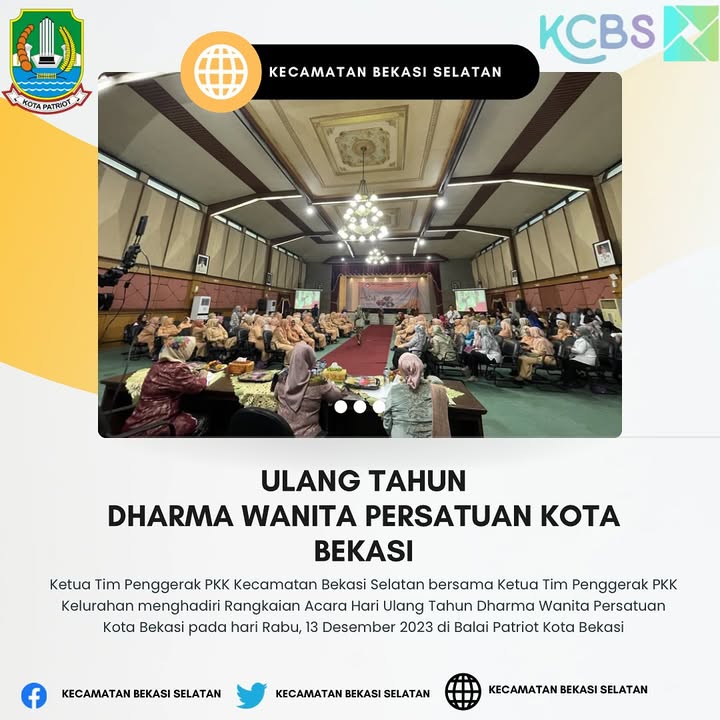 KOTA PATRIOT
KCBS
KECAMATAN BEKASI SELATAN
ULANG TAHUN
DHARMA WANITA PERSATUAN KOTA
BEKASI
Ketua Tim Penggerak PKK Kecamatan Bekasi Selatan bersama Ketua Tim Penggerak PKK
Kelurahan menghadiri Rangkaian Acara Hari Ulang Tahun Dharma Wanita Persatuan
Kota Bekasi pada hari Rabu, 13 Desember 2023 di Balai Patriot Kota Bekasi
KECAMATAN BEKASI SELATAN
KECAMATAN BEKASI SELATAN
KECAMATAN BEKASI SELATAN